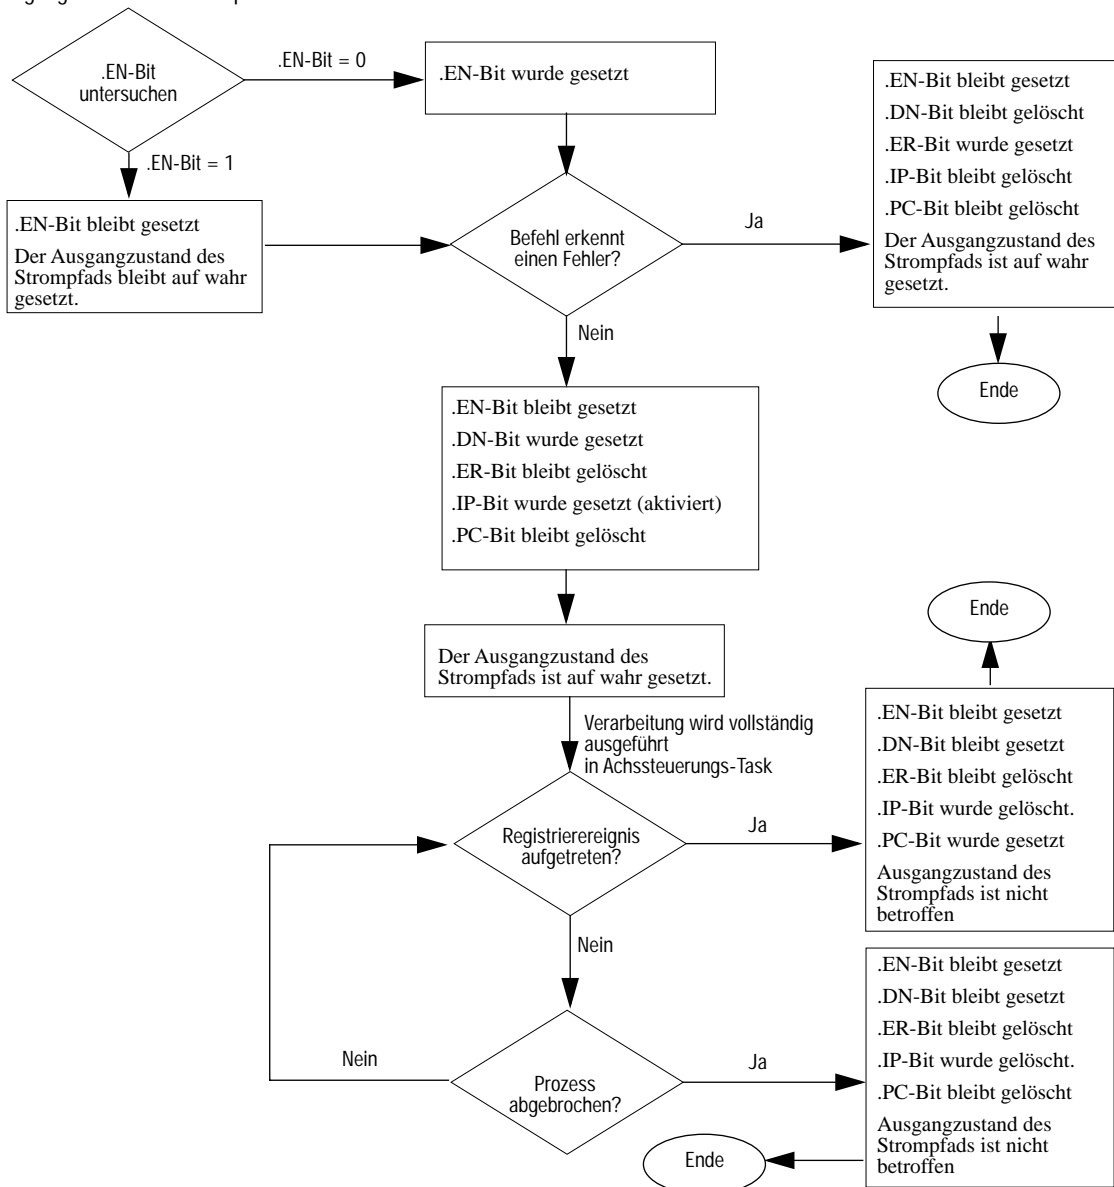 .EN-Bit
untersuchen
.EN-Bit = 0
.EN-Bit wurde gesetzt
.EN-Bit = 1
.EN-Bit bleibt gesetzt
Der Ausgangzustand des
Strompfads bleibt auf wahr
gesetzt.
Befehl erkennt
einen Fehler?
Ja
.EN-Bit bleibt gesetzt
.DN-Bit bleibt gelöscht
.ER-Bit wurde gesetzt
.IP-Bit bleibt gelöscht
.PC-Bit bleibt gelöscht
Der Ausgangzustand des
Strompfads ist auf wahr
gesetzt.
Ende
Nein
.EN-Bit bleibt gesetzt
.DN-Bit wurde gesetzt
.ER-Bit bleibt gelöscht
.IP-Bit wurde gesetzt (aktiviert)
.PC-Bit bleibt gelöscht
Der Ausgangzustand des
Strompfads ist auf wahr gesetzt.
Verarbeitung wird vollständig
ausgeführt
in Achssteuerungs-Task
Registrierereignis
aufgetreten?
Ja
Ende
.EN-Bit bleibt gesetzt
.DN-Bit bleibt gesetzt
.ER-Bit bleibt gelöscht
.IP-Bit wurde gelöscht.
.PC-Bit wurde gesetzt
Ausgangzustand des
Strompfads ist nicht
betroffen
Nein
Prozess
abgebrochen?
Nein
Ja
.EN-Bit bleibt gesetzt
.DN-Bit bleibt gesetzt
.ER-Bit bleibt gelöscht
.IP-Bit wurde gelöscht.
.PC-Bit bleibt gelöscht
Ausgangzustand des
Strompfads ist nicht
betroffen
Ende